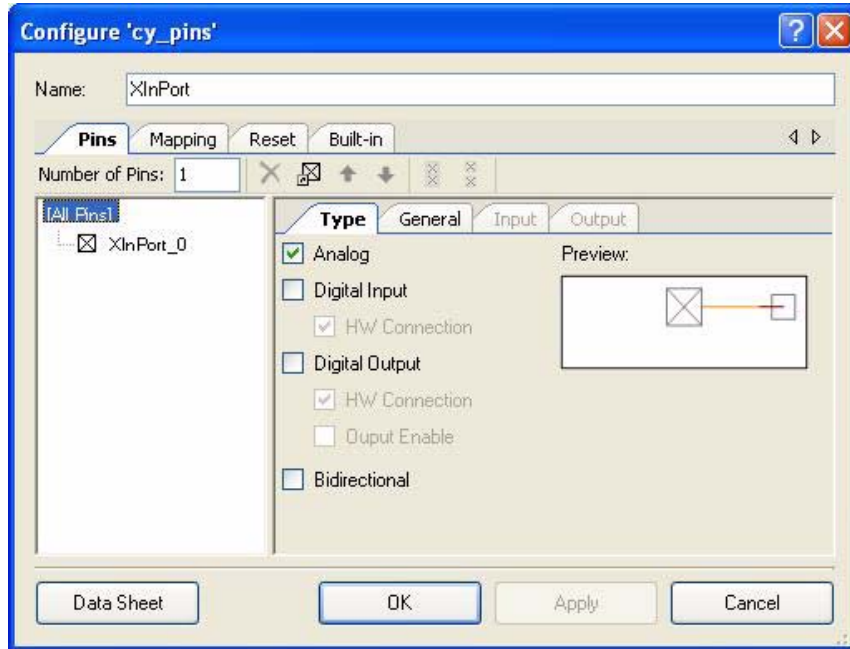 Configure 'cy_pins'
Name: XInPort
Pins Mapping Reset Built-in
Number of Pins: 1
[All Pins]
XInPort_0
Type General Input Output
Analog
Preview:
Digital Input
HW Connection
Digital Output
HW Connection
Ouput Enable
Bidirectional
Data Sheet OK Apply Cancel